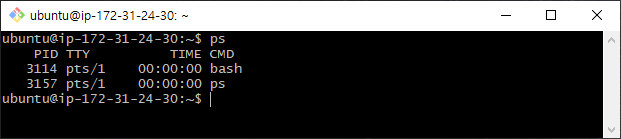 ubuntu@ip-172-31-24-30: ~
ubuntu@ip-172-31-24-30:~$ ps
    PID TTY          TIME CMD
   3114 pts/1    00:00:00 bash
   3157 pts/1    00:00:00 ps
ubuntu@ip-172-31-24-30:~$